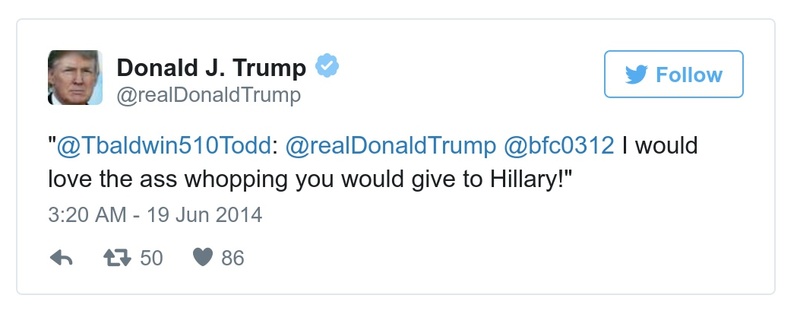 Donald J. Trump
@realDonaldTrump
Follow
"@Tbaldwin510Todd: @realDonaldTrump @bfc0312 I would
love the ass whopping you would give to Hillary!"
3:20 AM - 19 Jun 2014
50 86